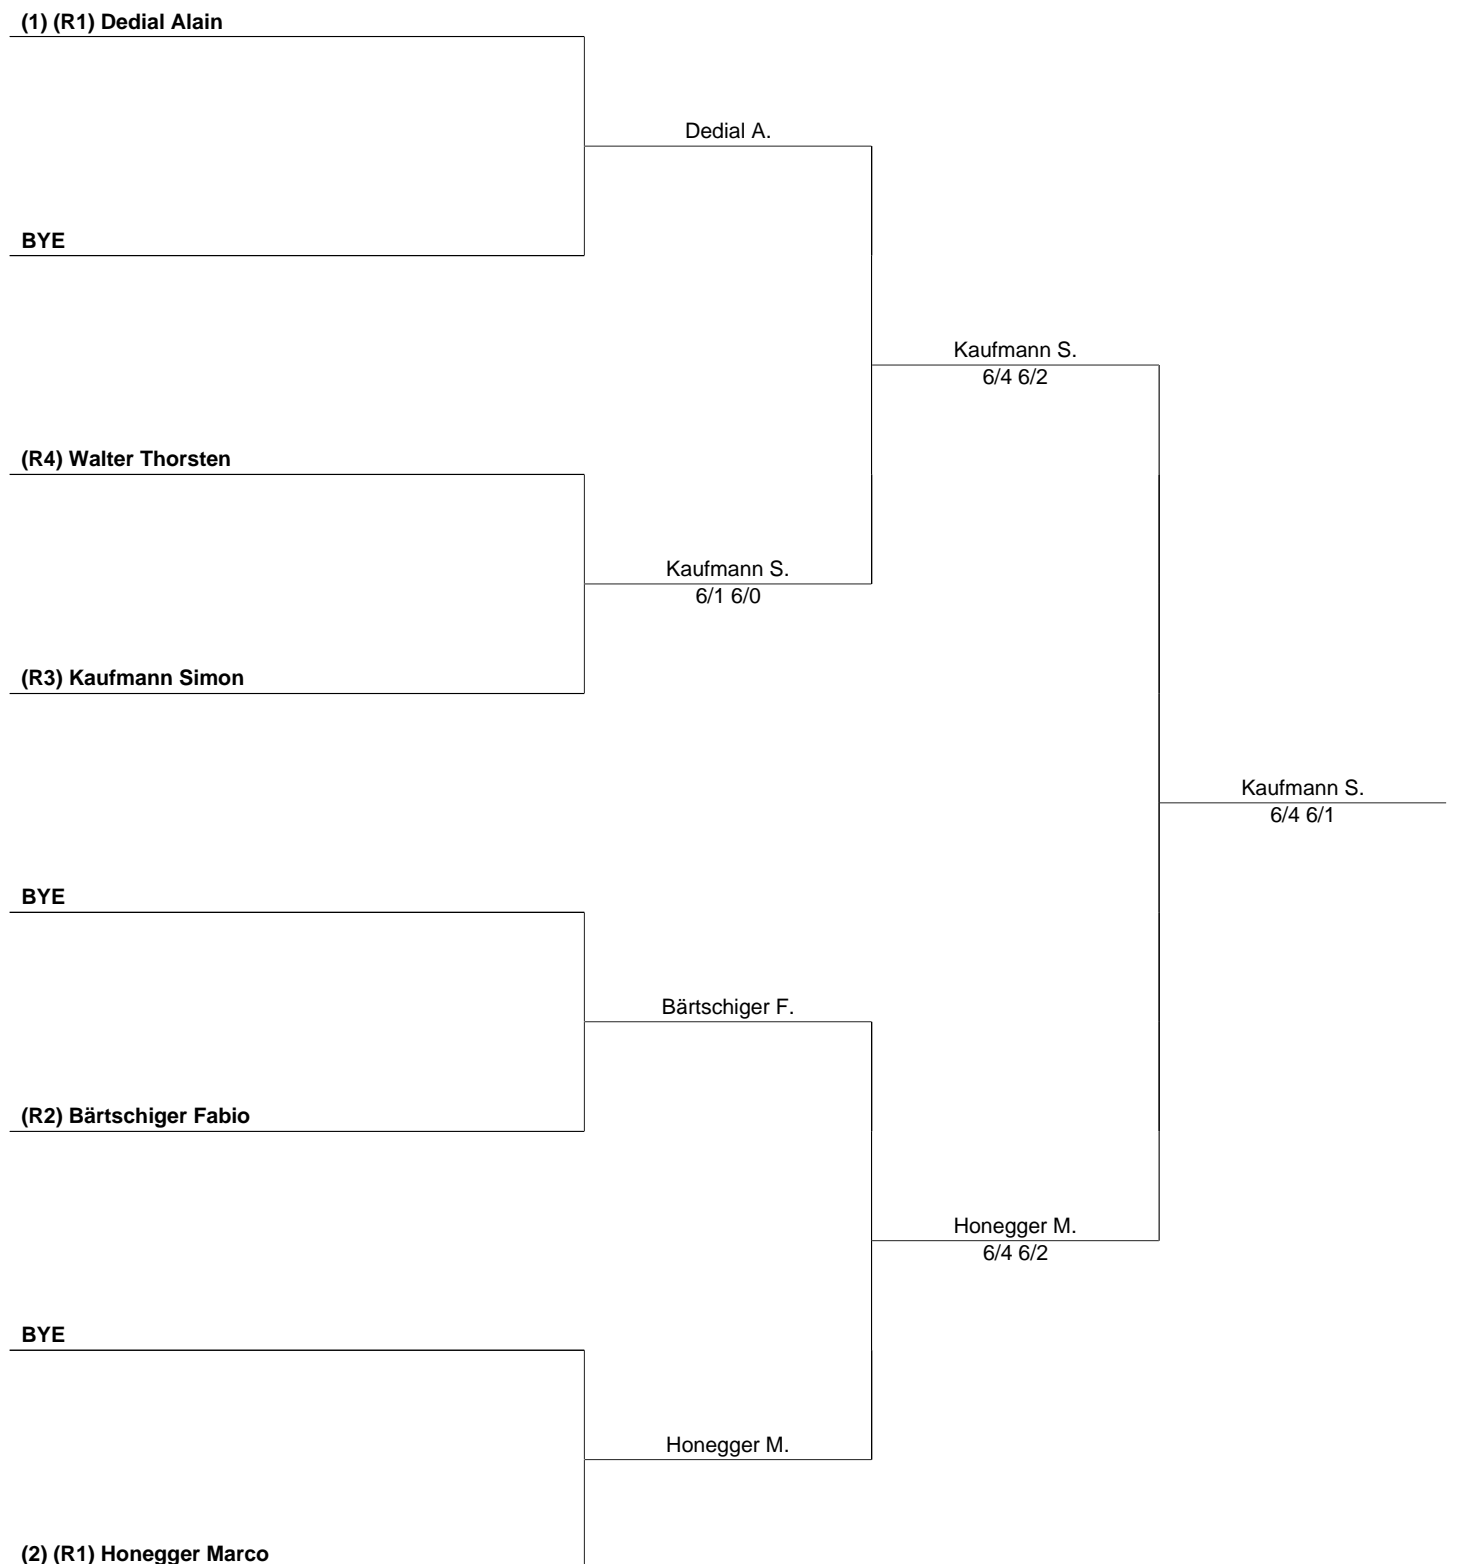 (1) (R1) Dedial Alain
Dedial A.
BYE
Kaufmann S.
6/4 6/2
(R4) Walter Thorsten
Kaufmann S.
6/1 6/0
(R3) Kaufmann Simon
Kaufmann S.
6/4 6/1
BYE
Bärtschiger F.
(R2) Bärtschiger Fabio
Honegger M.
6/4 6/2
BYE
Honegger M.
(2) (R1) Honegger Marco